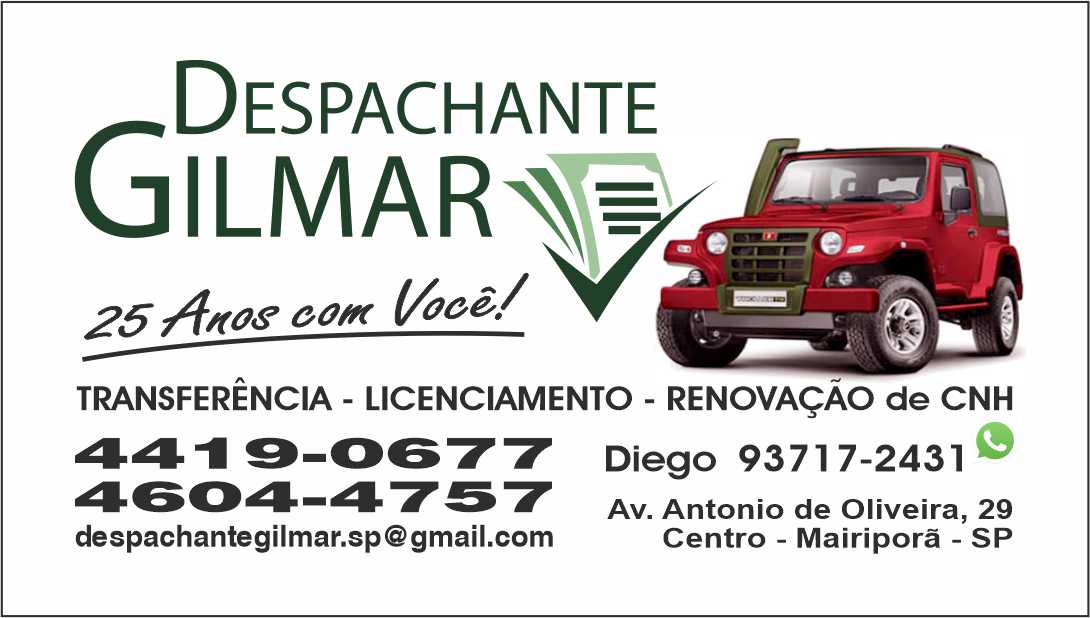 DESPACHANTE
GILMAR
25 Anos com Você!
TRANSFERÊNCIA - LICENCIAMENTO - RENOVAÇÃO de CNH
4419-0677
4604-4757
despachantegilmar.sp@gmail.com
Diego 93717-2431
Av. Antonio de Oliveira, 29
Centro - Mairiporã - SP